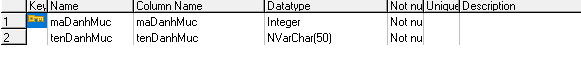 Key Name Column Name Datatype Not nu Unique Description
1 maDanhMuc maDanhMuc Integer Not nu
2 tenDanhMuc tenDanhMuc NVarChar(50) Not nu